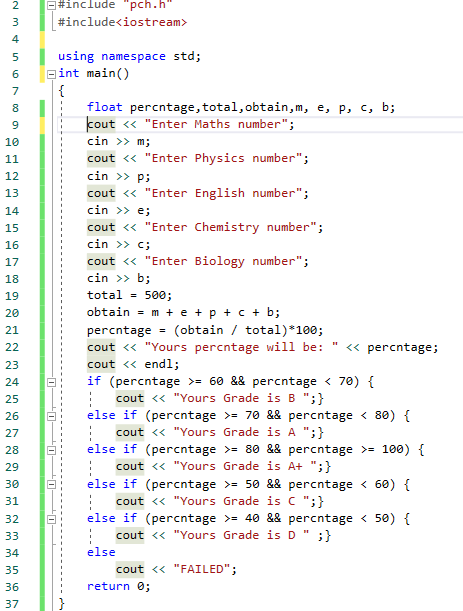 2 #include "pch.h"
3 #include<iostream>
4
5 using namespace std;
6 int main()
7 {
8 float percntage,total,obtain,m, e, p, c, b;
9 cout << "Enter Maths number";
10 cin >> m;
11 cout << "Enter Physics number";
12 cin >> p;
13 cout << "Enter English number";
14 cin >> e;
15 cout << "Enter Chemistry number";
16 cin >> c;
17 cout << "Enter Biology number";
18 cin >> b;
19 total = 500;
20 obtain = m + e + p + c + b;
21 percntage = (obtain / total)*100;
22 cout << "Yours percntage will be: " << percntage;
23 cout << endl;
24 if (percntage >= 60 && percntage < 70) {
25 cout << "Yours Grade is B ";}
26 else if (percntage >= 70 && percntage < 80) {
27 cout << "Yours Grade is A ";}
28 else if (percntage >= 80 && percntage >= 100) {
29 cout << "Yours Grade is A+ ";}
30 else if (percntage >= 50 && percntage < 60) {
31 cout << "Yours Grade is C ";}
32 else if (percntage >= 40 && percntage < 50) {
33 cout << "Yours Grade is D " ;}
34 else
35 cout << "FAILED";
36 return 0;
37 }